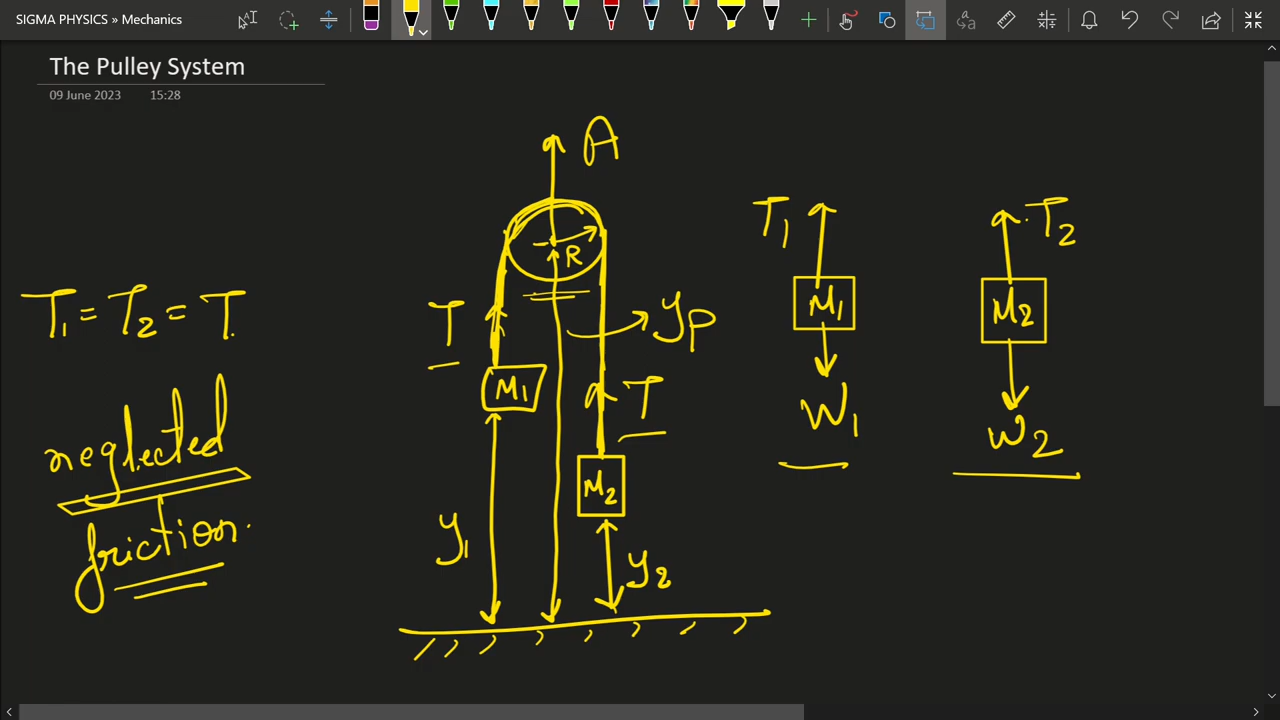 SIGMA PHYSICS » Mechanics
The Pulley System
09 June 2023 15:28
A
R
T₁
T₂
T₁ = T₂ = T.
T
yp
M₁
M₂
M₁
T
W₁
W₂
neglected
friction.
M₂
y₁
y₂